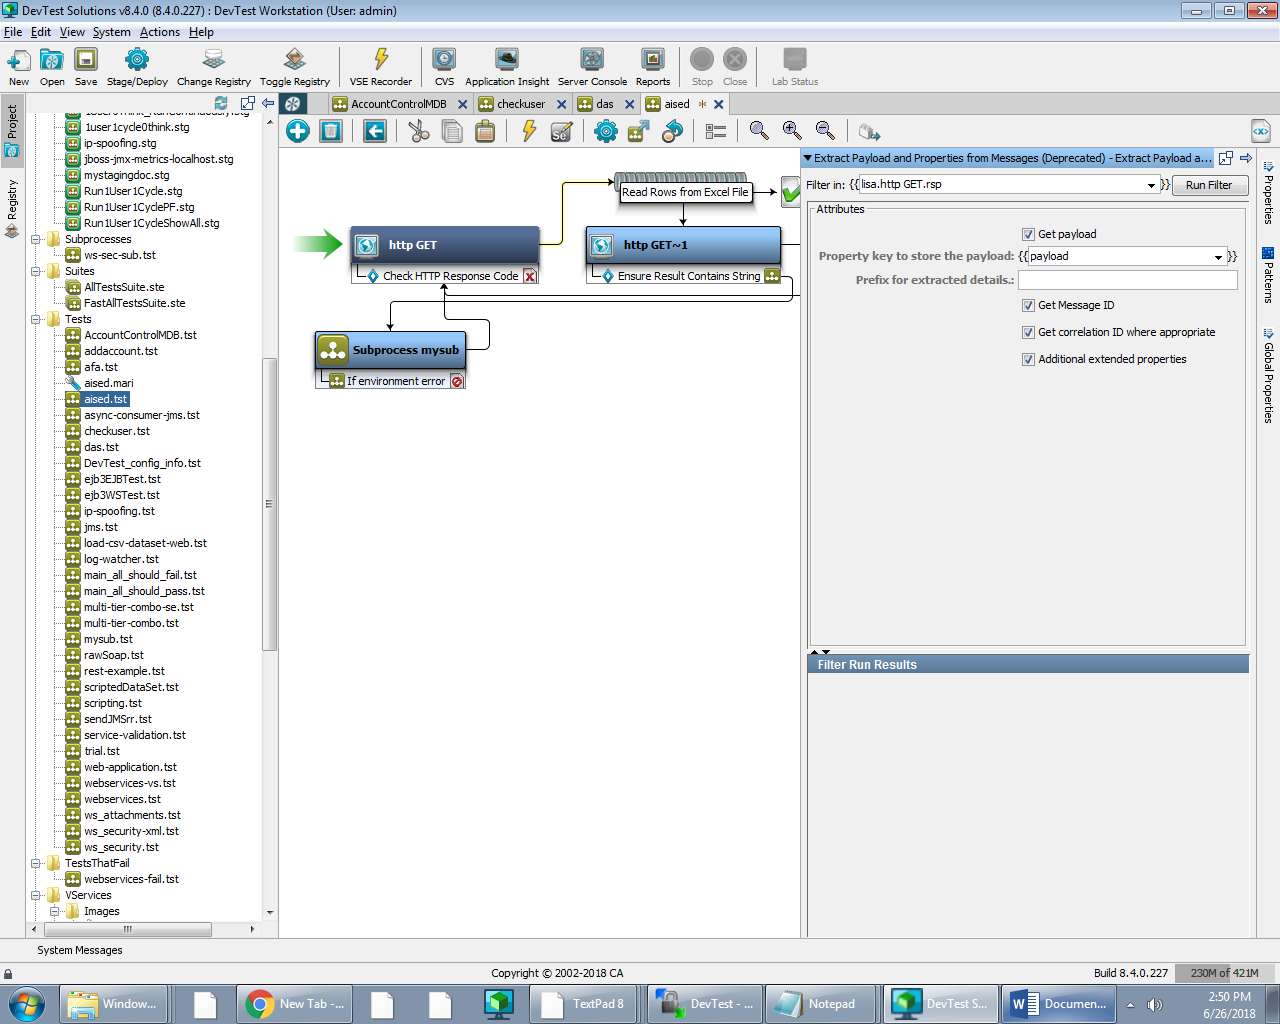 DevTest Solutions v8.4.0 (8.4.0.227) : DevTest Workstation (User: admin)
File Edit View System Actions Help
New Open Save Stage/Deploy Change Registry Toggle Registry VSE Recorder CVS Application Insight Server Console Reports Stop Close Lab Status
Project
Registry
1user1cycle0think.stg
ip-spoofing.stg
jboss-jmx-metrics-localhost.stg
mystagingdoc.stg
Run1User1Cycle.stg
Run1User1CyclePF.stg
Run1User1CycleShowAll.stg
Subprocesses
ws-sec-sub.tst
Suites
AllTestsSuite.ste
FastAllTestsSuite.ste
Tests
AccountControlMDB.tst
addaccount.tst
afa.tst
aised.mari
aised.tst
async-consumer-jms.tst
checkuser.tst
das.tst
DevTest_config_info.tst
ejb3EJBTest.tst
ejb3WSTest.tst
ip-spoofing.tst
jms.tst
load-csv-dataset-web.tst
log-watcher.tst
main_all_should_fail.tst
main_all_should_pass.tst
multi-tier-combo-se.tst
multi-tier-combo.tst
mysub.tst
rawSoap.tst
rest-example.tst
scriptedDataSet.tst
scripting.tst
sendJMSrr.tst
service-validation.tst
trial.tst
web-application.tst
webservices-vs.tst
webservices.tst
ws_attachments.tst
ws_security-xml.tst
ws_security.tst
TestsThatFail
webservices-fail.tst
VServices
Images
AccountControlMDB checkuser das aised
Read Rows from Excel File
http GET
Check HTTP Response Code
http GET~1
Ensure Result Contains String
Subprocess mysub
If environment error
Extract Payload and Properties from Messages (Deprecated) - Extract Payload a...
Filter in: {{lisa.http GET.rsp }} Run Filter
Attributes
Get payload
Property key to store the payload: {{payload }}
Prefix for extracted details.:
Get Message ID
Get correlation ID where appropriate
Additional extended properties
Filter Run Results
Properties
Patterns
Global Properties
System Messages
Copyright © 2002-2018 CA
Build 8.4.0.227 230M of 421M
Window... New Tab -... TextPad 8 DevTest - ... Notepad DevTest S... Documen...
2:50 PM
6/26/2018